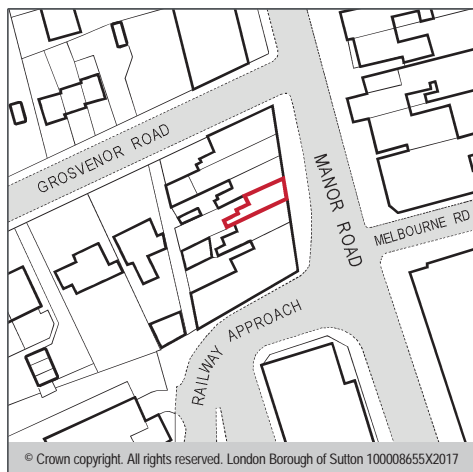 GROSVENOR ROAD
MANOR ROAD
MELBOURNE RD
RAILWAY APPROACH
© Crown copyright. All rights reserved. London Borough of Sutton 100008655X2017